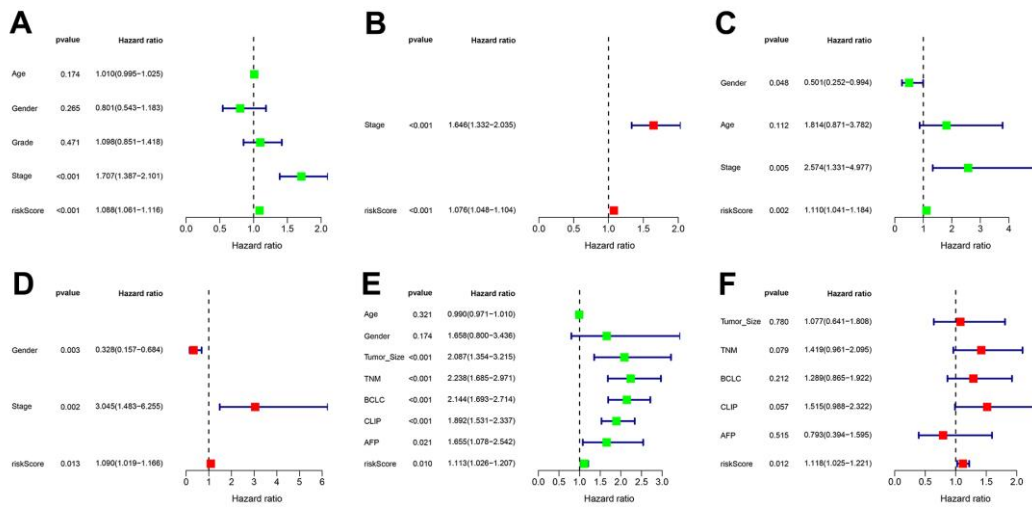 A
pvalue Hazard ratio
Age 0.174 1.010(0.995−1.025)
Gender 0.265 0.801(0.543−1.183)
Grade 0.471 1.098(0.851−1.418)
Stage <0.001 1.707(1.387−2.101)
riskScore <0.001 1.088(1.061−1.116)
0.0 0.5 1.0 1.5 2.0
Hazard ratio
B
pvalue Hazard ratio
Stage <0.001 1.646(1.332−2.035)
riskScore <0.001 1.076(1.048−1.104)
0.0 0.5 1.0 1.5 2.0
Hazard ratio
C
pvalue Hazard ratio
Gender 0.048 0.501(0.252−0.994)
Age 0.112 1.814(0.871−3.782)
Stage 0.005 2.574(1.331−4.977)
riskScore 0.002 1.110(1.041−1.184)
0 1 2 3 4
Hazard ratio
D
pvalue Hazard ratio
Gender 0.003 0.328(0.157−0.684)
Stage 0.002 3.045(1.483−6.255)
riskScore 0.013 1.090(1.019−1.166)
0 1 2 3 4 5 6
Hazard ratio
E
pvalue Hazard ratio
Age 0.321 0.990(0.971−1.010)
Gender 0.174 1.658(0.800−3.436)
Tumor_Size <0.001 2.087(1.354−3.215)
TNM <0.001 2.238(1.685−2.971)
BCLC <0.001 2.144(1.693−2.714)
CLIP <0.001 1.892(1.531−2.337)
AFP 0.021 1.655(1.078−2.542)
riskScore 0.010 1.113(1.026−1.207)
0.0 0.5 1.0 1.5 2.0 2.5 3.0
Hazard ratio
F
pvalue Hazard ratio
Tumor_Size 0.780 1.077(0.641−1.808)
TNM 0.079 1.419(0.961−2.095)
BCLC 0.212 1.289(0.865−1.922)
CLIP 0.057 1.515(0.988−2.322)
AFP 0.515 0.793(0.394−1.595)
riskScore 0.012 1.118(1.025−1.221)
0.0 0.5 1.0 1.5 2.0
Hazard ratio